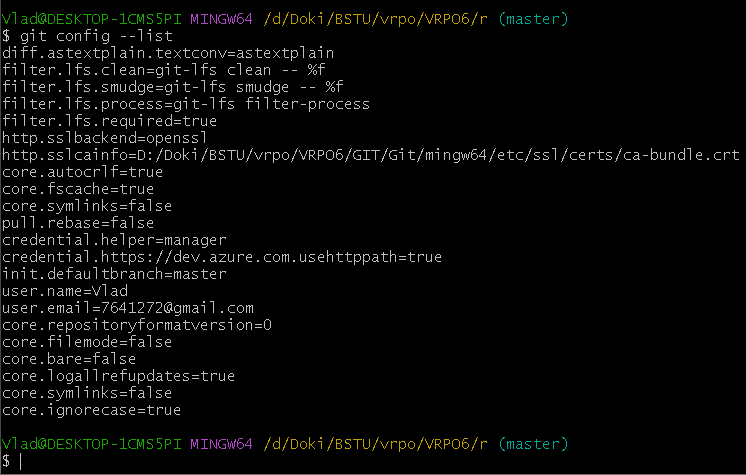 Vlad@DESKTOP-1CMS5PI MINGW64 /d/Doki/BSTU/vrpo/VRPO6/r (master)
$ git config --list
diff.astextplain.textconv=astextplain
filter.lfs.clean=git-lfs clean -- %f
filter.lfs.smudge=git-lfs smudge -- %f
filter.lfs.process=git-lfs filter-process
filter.lfs.required=true
http.sslbackend=openssl
http.sslcainfo=D:/Doki/BSTU/vrpo/VRPO6/GIT/Git/mingw64/etc/ssl/certs/ca-bundle.crt
core.autocrlf=true
core.fscache=true
core.symlinks=false
pull.rebase=false
credential.helper=manager
credential.https://dev.azure.com.usehttppath=true
init.defaultbranch=master
user.name=Vlad
user.email=7641272@gmail.com
core.repositoryformatversion=0
core.filemode=false
core.bare=false
core.logallrefupdates=true
core.symlinks=false
core.ignorecase=true
Vlad@DESKTOP-1CMS5PI MINGW64 /d/Doki/BSTU/vrpo/VRPO6/r (master)
$